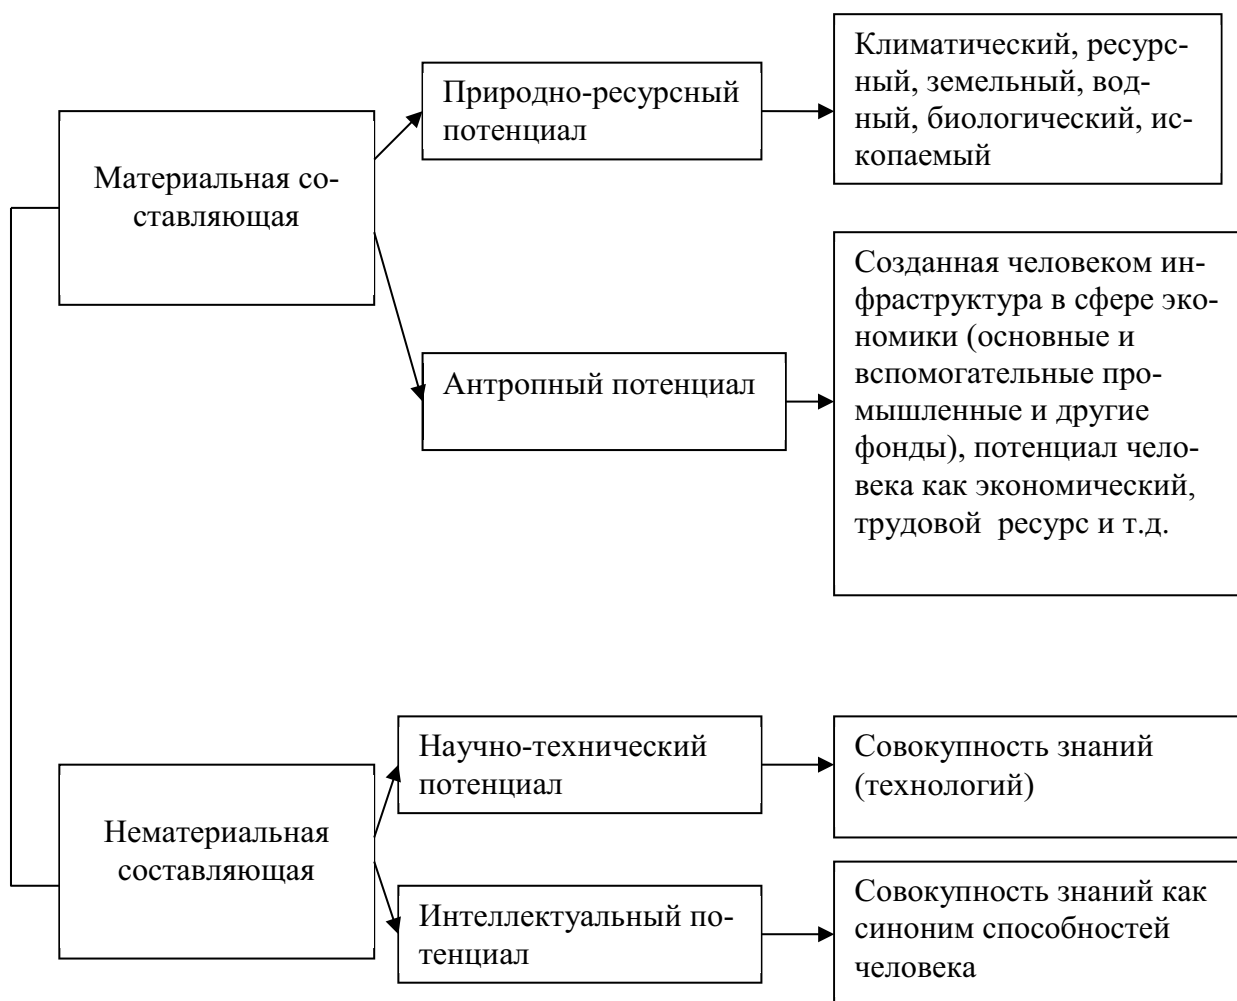 Материальная со-
ставляющая
Природно-ресурсный
потенциал
Климатический, ресурс-
ный, земельный, вод-
ный, биологический, ис-
копаемый
Антропный потенциал
Созданная человеком ин-
фраструктура в сфере эко-
номики (основные и
вспомогательные про-
мышленные и другие
фонды), потенциал чело-
века как экономический,
трудовой  ресурс и т.д.
Нематериальная
составляющая
Научно-технический
потенциал
Совокупность знаний
(технологий)
Интеллектуальный по-
тенциал
Совокупность знаний как
синоним способностей
человека